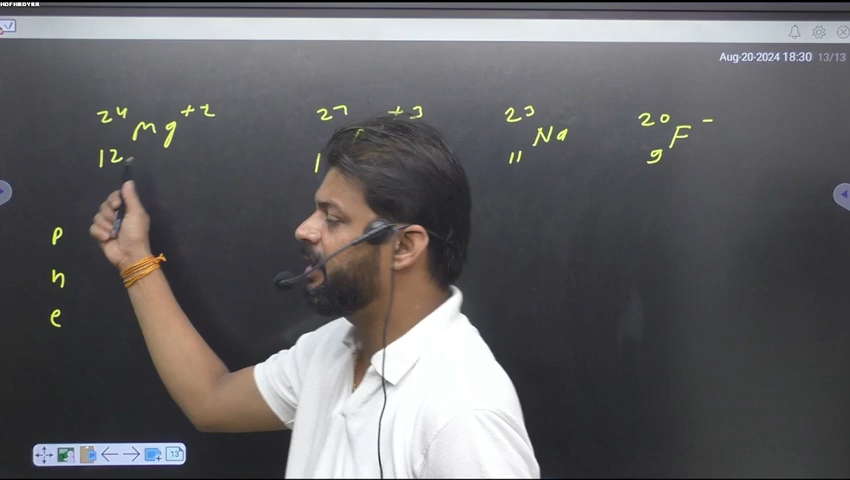 Aug-20-2024 18:30 13/13
24 Mg +2 27 +3 23 Na 20 F -
12 1 11 9
p
n
e
13